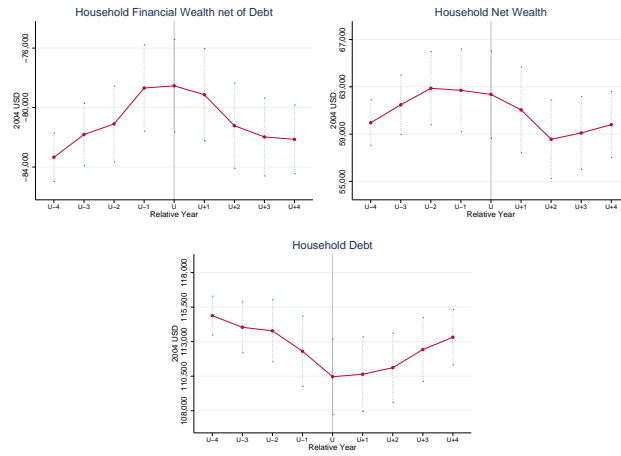 Household Financial Wealth net of Debt
2004 USD
−76,000
−80,000
−84,000
U−4 U−3 U−2 U−1 U U+1 U+2 U+3 U+4
Relative Year
Household Net Wealth
2004 USD
67,000
63,000
59,000
55,000
U−4 U−3 U−2 U−1 U U+1 U+2 U+3 U+4
Relative Year
Household Debt
2004 USD
118,000
115,500
113,000
110,500
108,000
U−4 U−3 U−2 U−1 U U+1 U+2 U+3 U+4
Relative Year